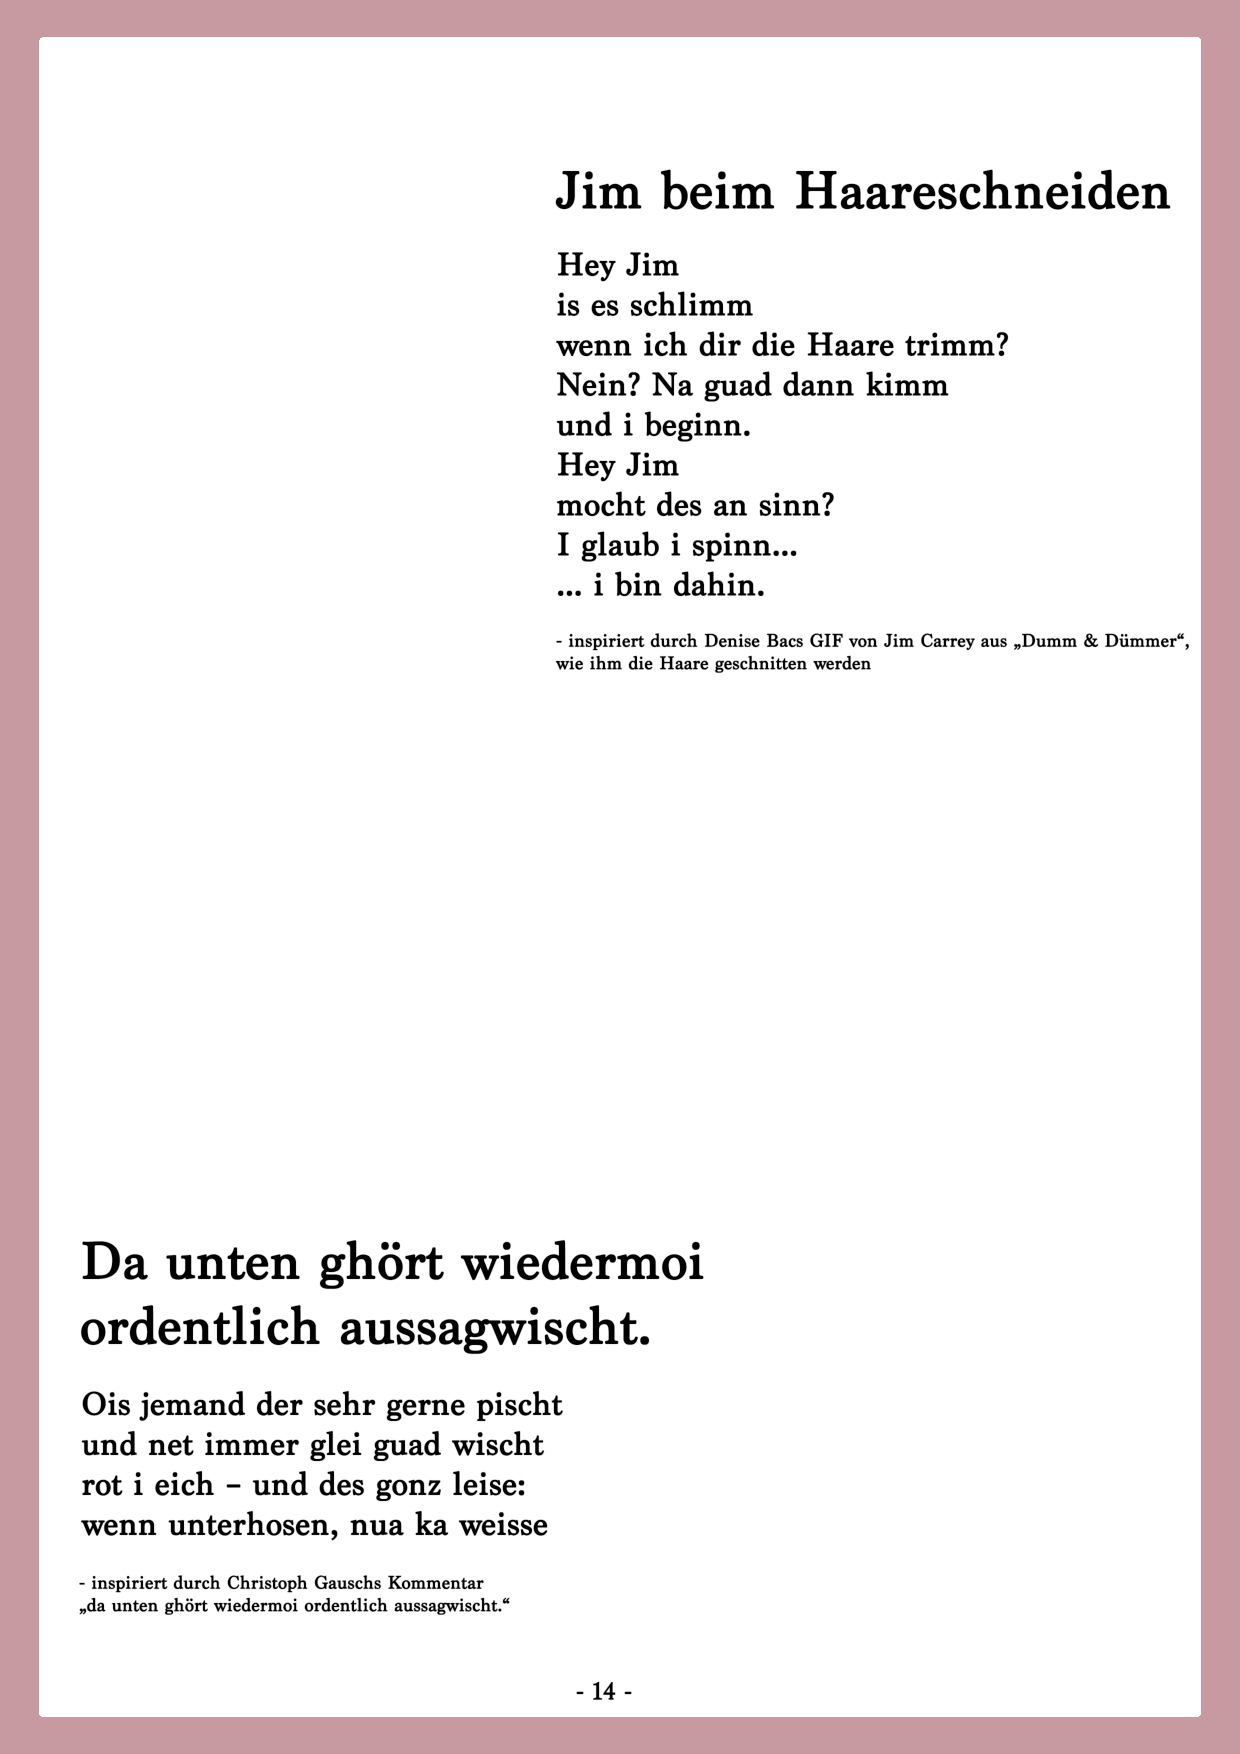 Jim beim Haareschneiden
Hey Jim
is es schlimm
wenn ich dir die Haare trimm?
Nein? Na guad dann kimm
und i beginn.
Hey Jim
mocht des an sinn?
I glaub i spinn...
... i bin dahin.
- inspiriert durch Denise Bacs GIF von Jim Carrey aus „Dumm & Dümmer“,
wie ihm die Haare geschnitten werden
Da unten ghört wiedermoi
ordentlich aussagwischt.
Ois jemand der sehr gerne pischt
und net immer glei guad wischt
rot i eich – und des gonz leise:
wenn unterhosen, nua ka weisse
- inspiriert durch Christoph Gauschs Kommentar
„da unten ghört wiedermoi ordentlich aussagwischt.“
- 14 -